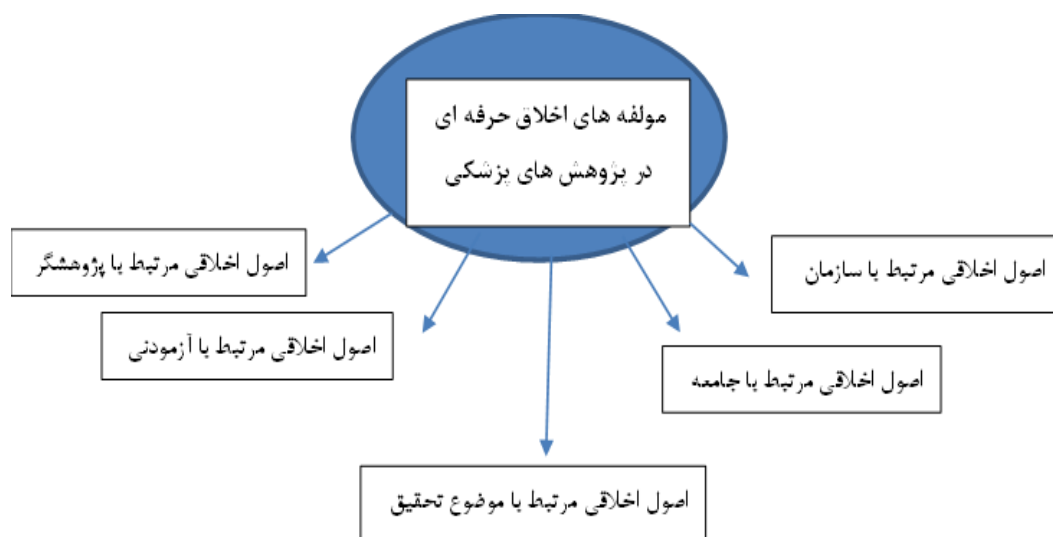 مولفه های اخلاق حرفه ای
در پژوهش های پزشکی
اصول اخلاقی مرتبط با سازمان
اصول اخلاقی مرتبط با پژوهشگر
اصول اخلاقی مرتبط با جامعه
اصول اخلاقی مرتبط با آزمودنی
اصول اخلاقی مرتبط با موضوع تحقیق